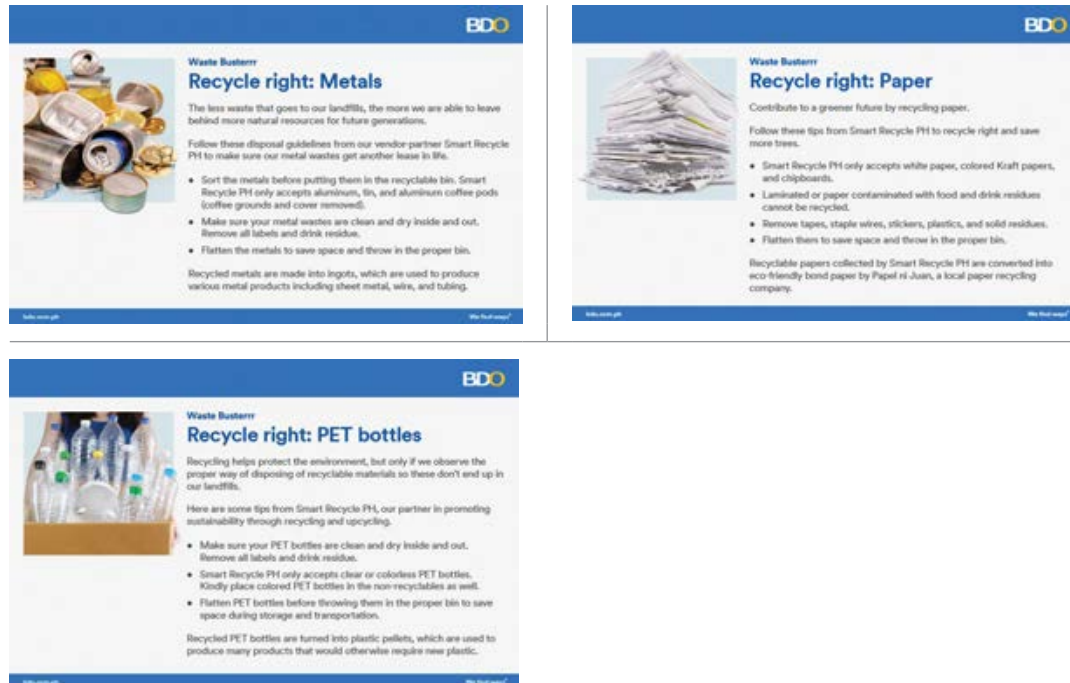 BDO
Waste Busterrr
Recycle right: Metals
The less waste that goes to our landfills, the more we are able to leave
behind more natural resources for future generations.
Follow these disposal guidelines from our vendor-partner Smart Recycle
PH to make sure our metal wastes get another lease in life.
• Sort the metals before putting them in the recyclable bin. Smart
Recycle PH only accepts aluminum, tin, and aluminum coffee pods
(coffee grounds and cover removed).
• Make sure your metal wastes are clean and dry inside and out.
Remove all labels and drink residue.
• Flatten the metals to save space and throw in the proper bin.
Recycled metals are made into ingots, which are used to produce
various metal products including sheet metal, wire, and tubing.
bdo.com.ph
We find ways®
BDO
Waste Busterrr
Recycle right: Paper
Contribute to a greener future by recycling paper.
Follow these tips from Smart Recycle PH to recycle right and save
more trees.
• Smart Recycle PH only accepts white paper, colored Kraft papers,
and chipboards.
• Laminated or paper contaminated with food and drink residues
cannot be recycled.
• Remove tapes, staple wires, stickers, plastics, and solid residues.
• Flatten them to save space and throw in the proper bin.
Recyclable papers collected by Smart Recycle PH are converted into
eco-friendly bond paper by Papel ni Juan, a local paper recycling
company.
bdo.com.ph
We find ways®
BDO
Waste Busterrr
Recycle right: PET bottles
Recycling helps protect the environment, but only if we observe the
proper way of disposing of recyclable materials so these don't end up in
our landfills.
Here are some tips from Smart Recycle PH, our partner in promoting
sustainability through recycling and upcycling.
• Make sure your PET bottles are clean and dry inside and out.
Remove all labels and drink residue.
• Smart Recycle PH only accepts clear or colorless PET bottles.
Kindly place colored PET bottles in the non-recyclables as well.
• Flatten PET bottles before throwing them in the proper bin to save
space during storage and transportation.
Recycled PET bottles are turned into plastic pellets, which are used to
produce many products that would otherwise require new plastic.
bdo.com.ph
We find ways®